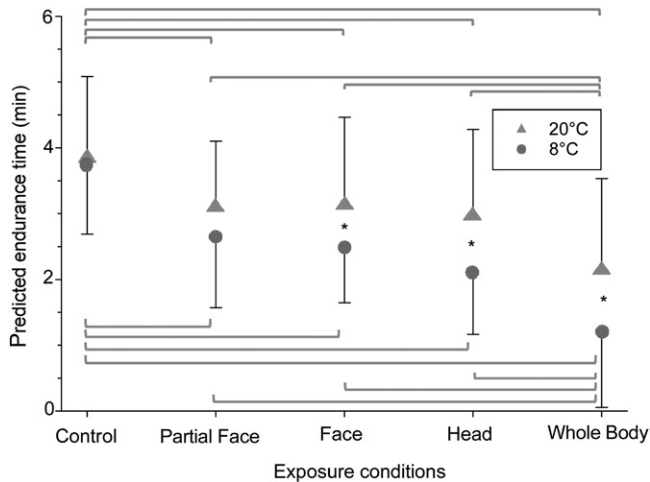 6
4
2
0
Predicted endurance time (min)
20°C
8°C
*
*
*
Control
Partial Face
Face
Head
Whole Body
Exposure conditions